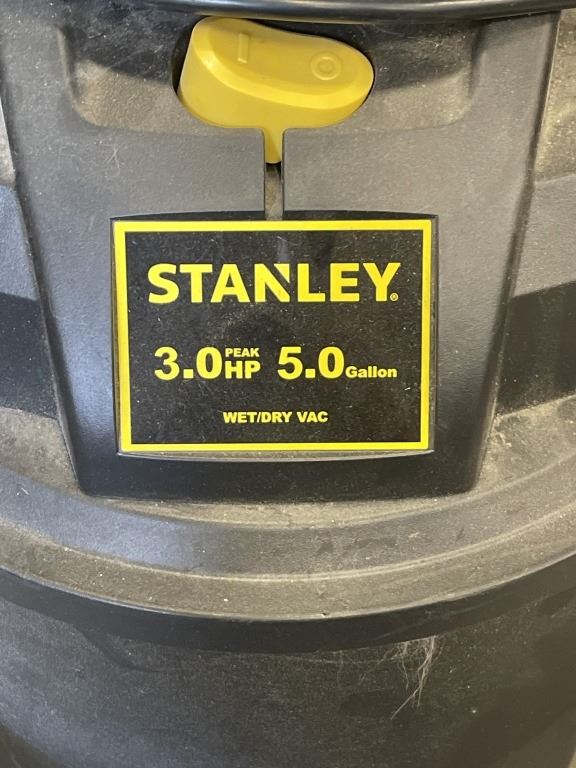 STANLEY®
3.0 PEAK HP 5.0 Gallon
WET/DRY VAC